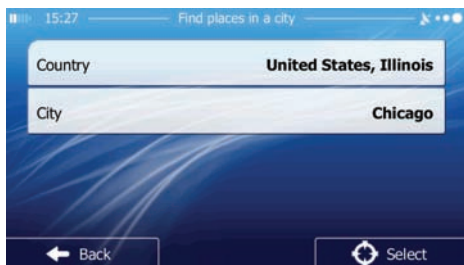 15:27 Find places in a city
Country United States, Illinois
City Chicago
Back Select